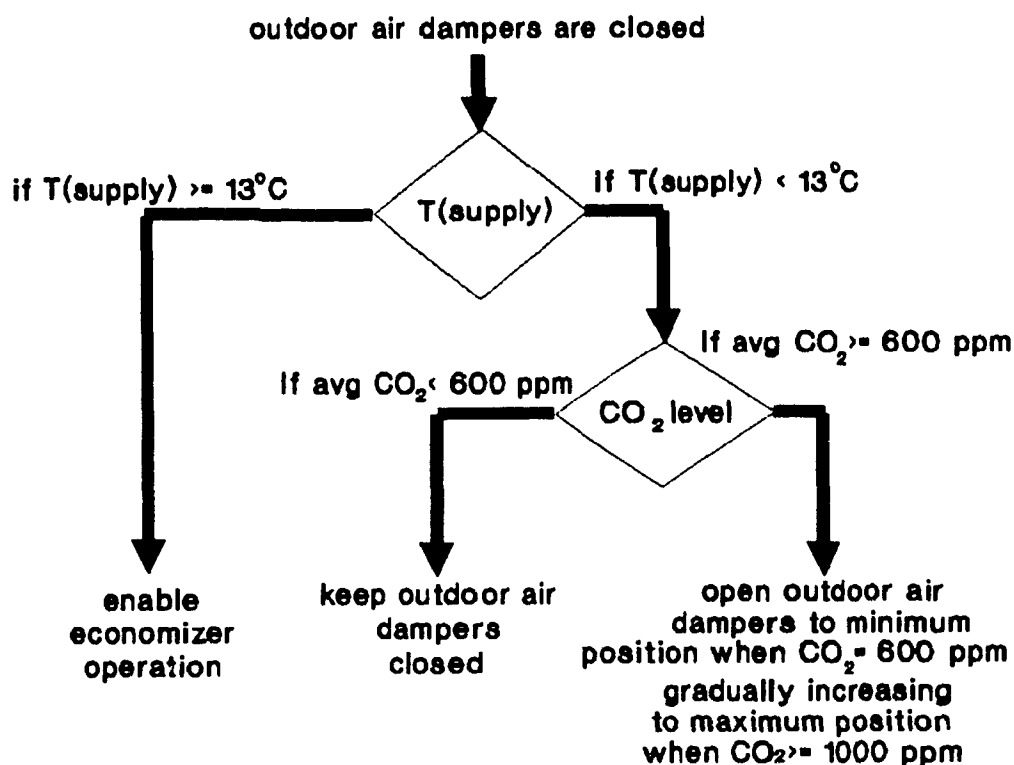 outdoor air dampers are closed
if T(supply) >= 13°C
if T(supply) < 13°C
T(supply)
If avg CO₂>= 600 ppm
If avg CO₂< 600 ppm
CO₂ level
enable
economizer
operation
keep outdoor air
dampers
closed
open outdoor air
dampers to minimum
position when CO₂= 600 ppm
gradually increasing
to maximum position
when CO₂>= 1000 ppm